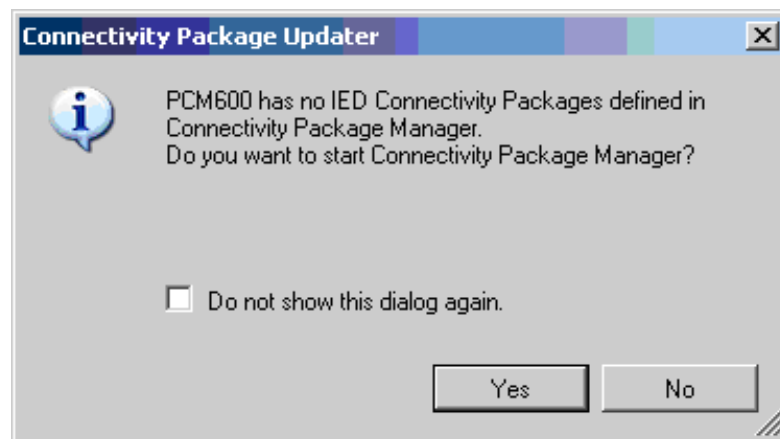 Connectivity Package Updater
PCM600 has no IED Connectivity Packages defined in
Connectivity Package Manager.
Do you want to start Connectivity Package Manager?
Do not show this dialog again.
Yes
No